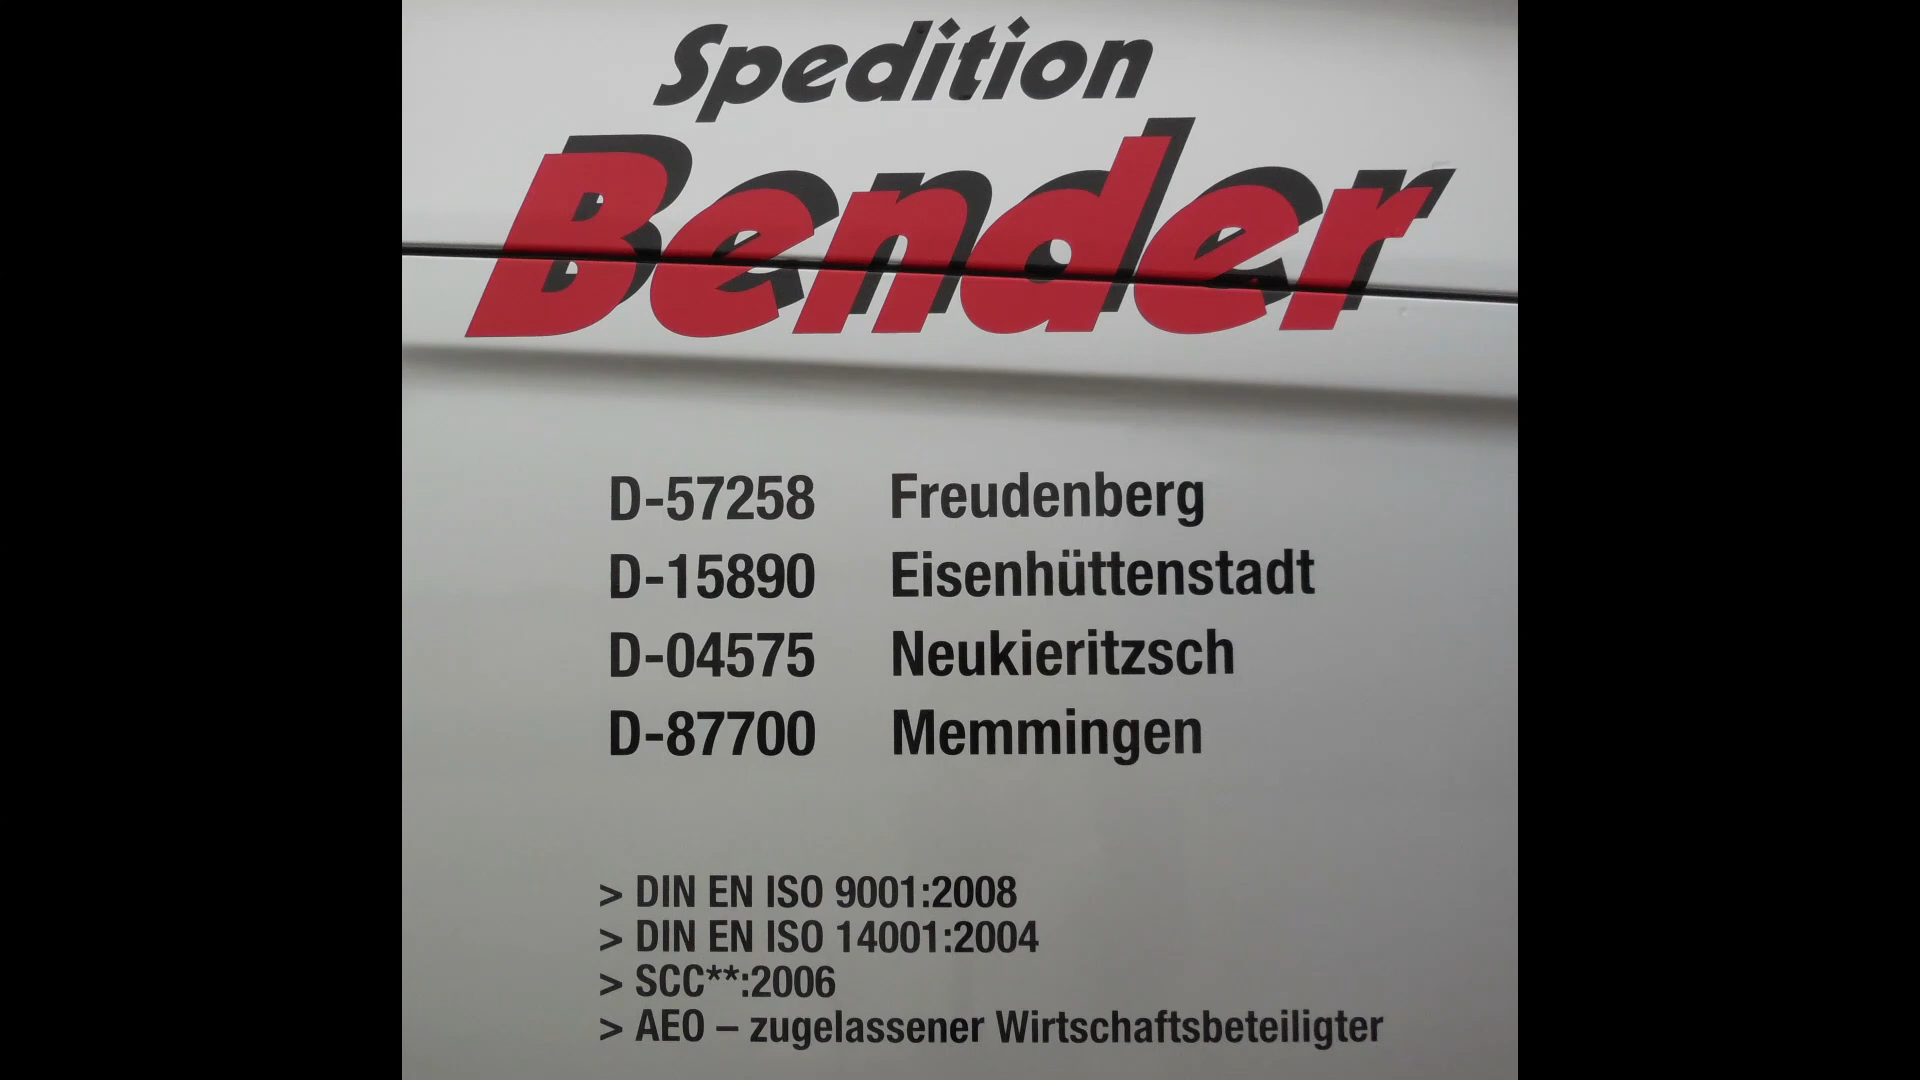 Spedition
Bender
D-57258 Freudenberg
D-15890 Eisenhüttenstadt
D-04575 Neukieritzsch
D-87700 Memmingen
> DIN EN ISO 9001:2008
> DIN EN ISO 14001:2004
> SCC**:2006
> AEO – zugelassener Wirtschaftsbeteiligter